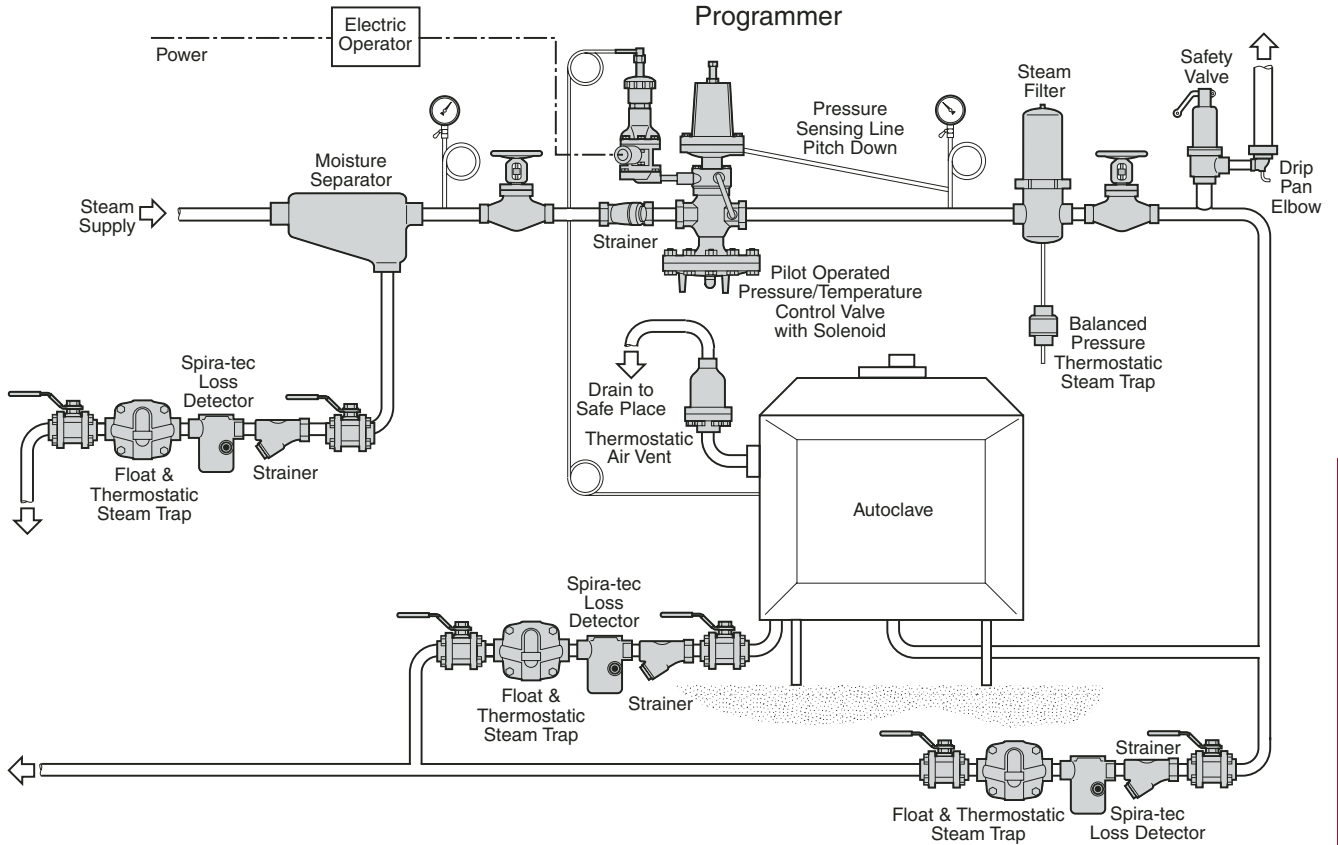 Programmer
Electric
Operator
Power
Safety
Valve
Steam
Filter
Pressure
Sensing Line
Pitch Down
Moisture
Separator
Drip
Pan
Elbow
Steam
Supply
Strainer
Pilot Operated
Pressure/Temperature
Control Valve
with Solenoid
Balanced
Pressure
Thermostatic
Steam Trap
Spira-tec
Loss
Detector
Drain to
Safe Place
Thermostatic
Air Vent
Strainer
Float &
Thermostatic
Steam Trap
Autoclave
Spira-tec
Loss
Detector
Strainer
Float &
Thermostatic
Steam Trap
Strainer
Float & Thermostatic
Steam Trap
Spira-tec
Loss Detector